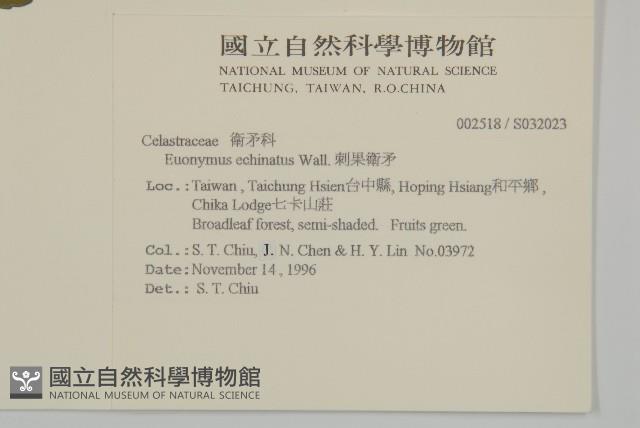 國立自然科學博物館
NATIONAL MUSEUM OF NATURAL SCIENCE
TAICHUNG, TAIWAN, R.O.CHINA
002518 / S032023
Celastraceae 衛矛科
Euonymus echinatus Wall. 刺果衛矛
Loc.: Taiwan , Taichung Hsien台中縣, Hoping Hsiang和平鄉 ,
Chika Lodge七卡山莊
Broadleaf forest, semi-shaded. Fruits green.
Col.: S. T. Chiu, J. N. Chen & H. Y. Lin No.03972
Date: November 14 , 1996
Det.: S. T. Chiu
國立自然科學博物館
NATIONAL MUSEUM OF NATURAL SCIENCE